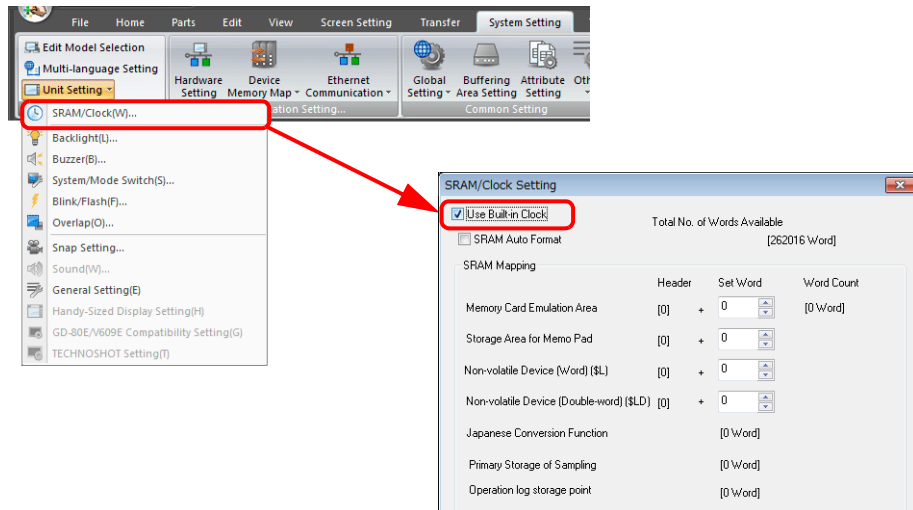 File Home Parts Edit View Screen Setting Transfer System Setting
Edit Model Selection
Multi-language Setting
Unit Setting
Hardware Setting
Device Memory Map
Ethernet Communication
Global Setting
Buffering Area Setting
Attribute Setting
ation Setting...
Common Setting
SRAM/Clock(W)...
Backlight(L)...
Buzzer(B)...
System/Mode Switch(S)...
Blink/Flash(F)...
Overlap(O)...
Snap Setting...
Sound(W)...
General Setting(E)
Handy-Sized Display Setting(H)
GD-80E/V609E Compatibility Setting(G)
TECHNOSHOT Setting(T)
SRAM/Clock Setting
Use Built-in Clock
Total No. of Words Available
SRAM Auto Format [262016 Word]
SRAM Mapping
Header Set Word Word Count
Memory Card Emulation Area [0] + 0 [0 Word]
Storage Area for Memo Pad [0] + 0
Non-volatile Device (Word) ($L) [0] + 0
Non-volatile Device (Double-word) ($LD) [0] + 0
Japanese Conversion Function [0 Word]
Primary Storage of Sampling [0 Word]
Operation log storage point [0 Word]